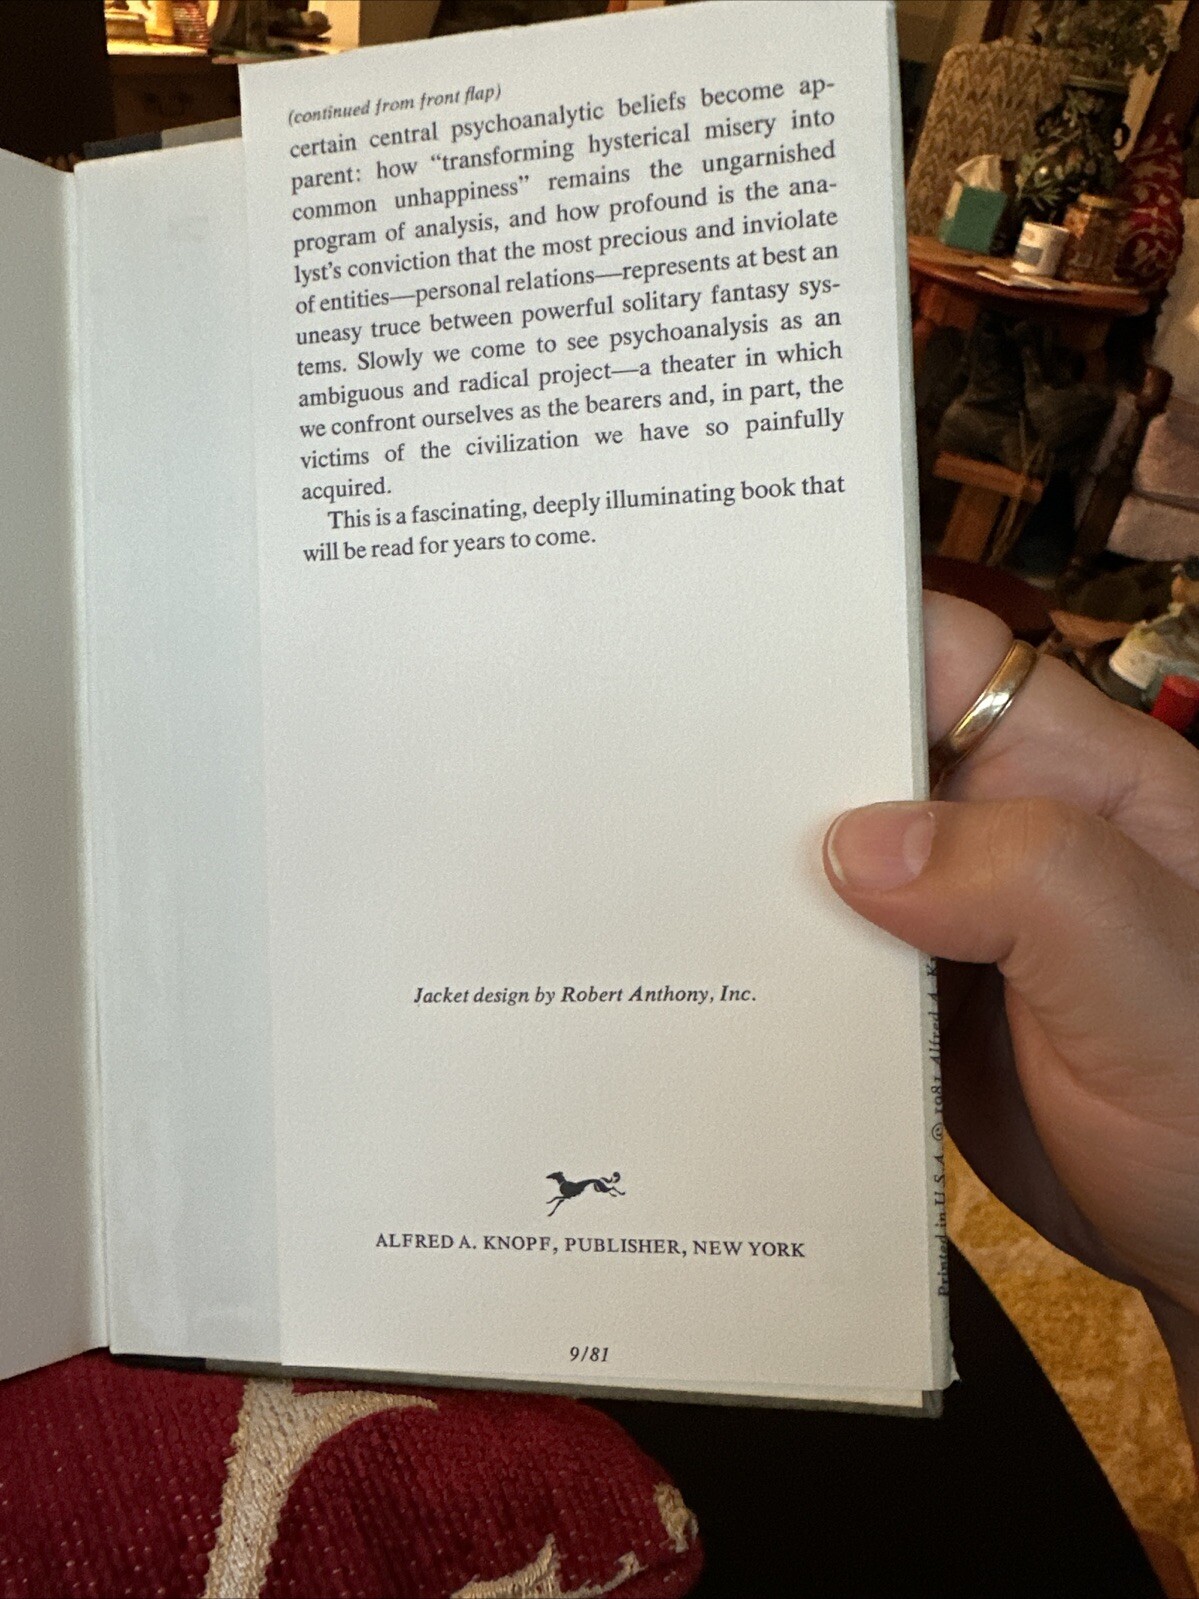 (continued from front flap)
certain central psychoanalytic beliefs become ap-
parent: how “transforming hysterical misery into
common unhappiness” remains the ungarnished
program of analysis, and how profound is the ana-
lyst’s conviction that the most precious and inviolate
of entities—personal relations—represents at best an
uneasy truce between powerful solitary fantasy sys-
tems. Slowly we come to see psychoanalysis as an
ambiguous and radical project—a theater in which
we confront ourselves as the bearers and, in part, the
victims of the civilization we have so painfully
acquired.
This is a fascinating, deeply illuminating book that
will be read for years to come.
Jacket design by Robert Anthony, Inc.
ALFRED A. KNOPF, PUBLISHER, NEW YORK
9/81
Printed in U.S.A. © 1981 Alfred A.